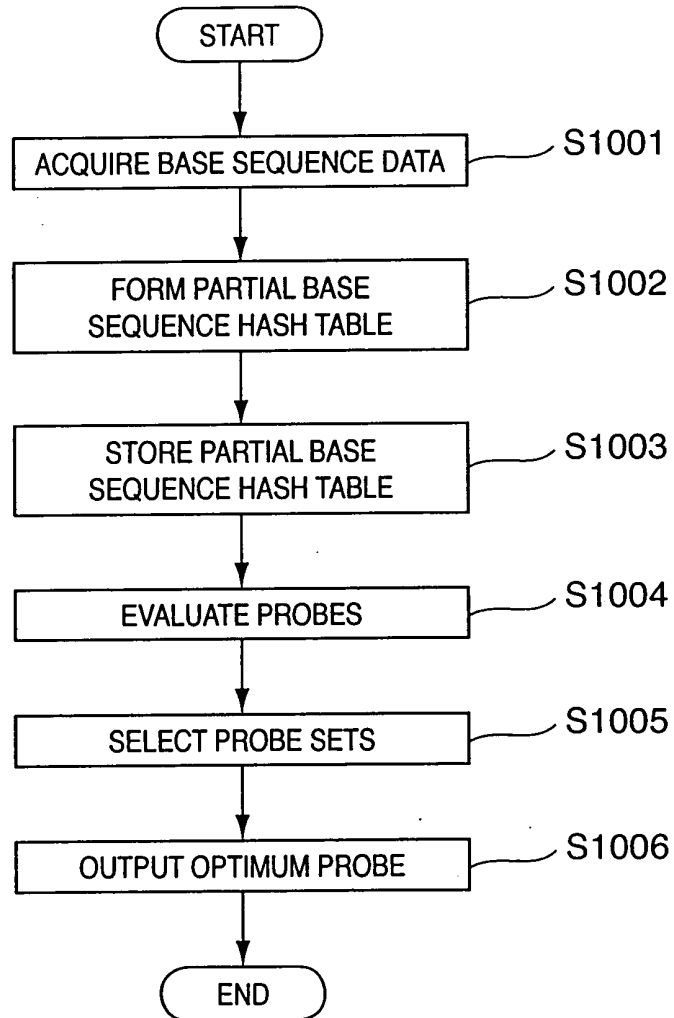 START
ACQUIRE BASE SEQUENCE DATA
S1001
FORM PARTIAL BASE
SEQUENCE HASH TABLE
S1002
STORE PARTIAL BASE
SEQUENCE HASH TABLE
S1003
EVALUATE PROBES
S1004
SELECT PROBE SETS
S1005
OUTPUT OPTIMUM PROBE
S1006
END